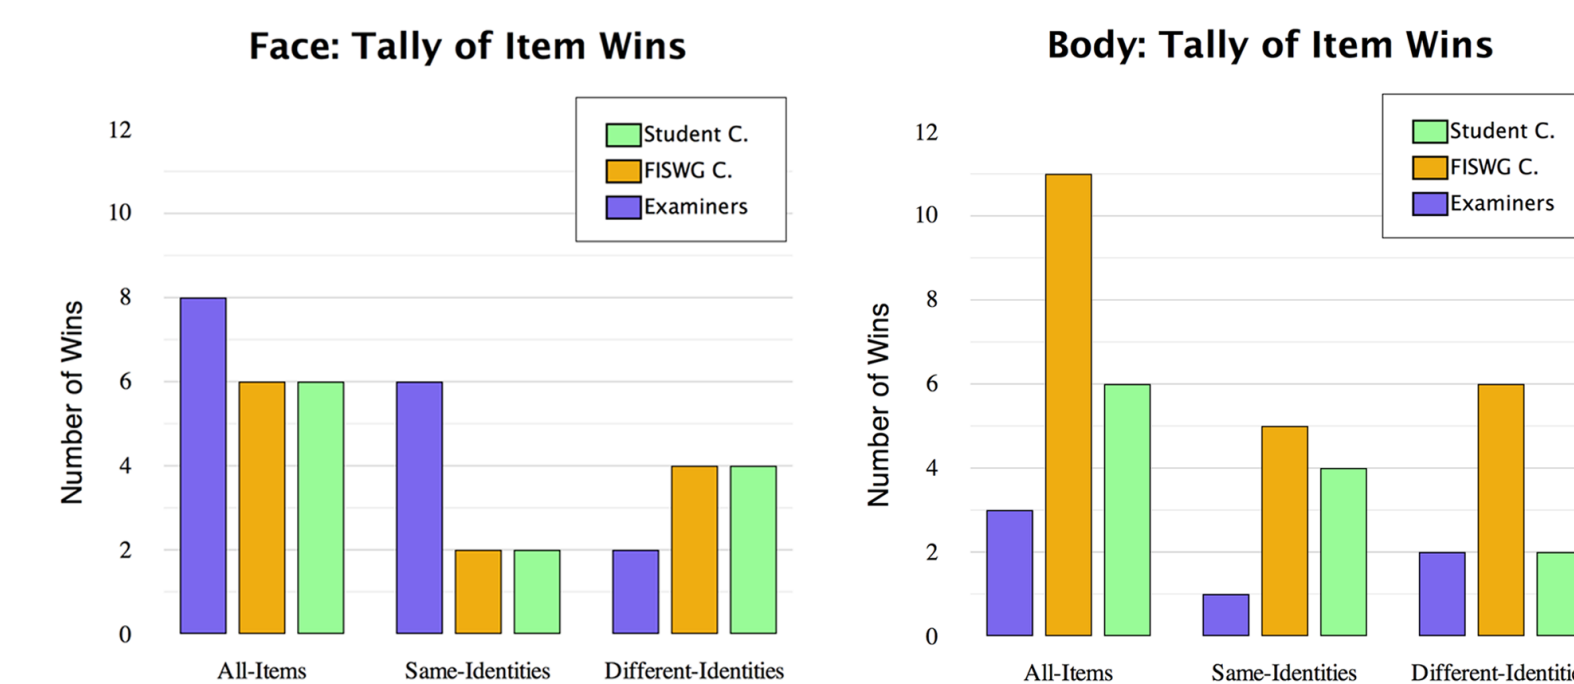 Face: Tally of Item Wins
Student C.
FISWG C.
Examiners
12
10
8
6
4
2
0
Number of Wins
All-Items
Same-Identities
Different-Identities
Body: Tally of Item Wins
Student C.
FISWG C.
Examiners
12
10
8
6
4
2
0
Number of Wins
All-Items
Same-Identities
Different-Identitie